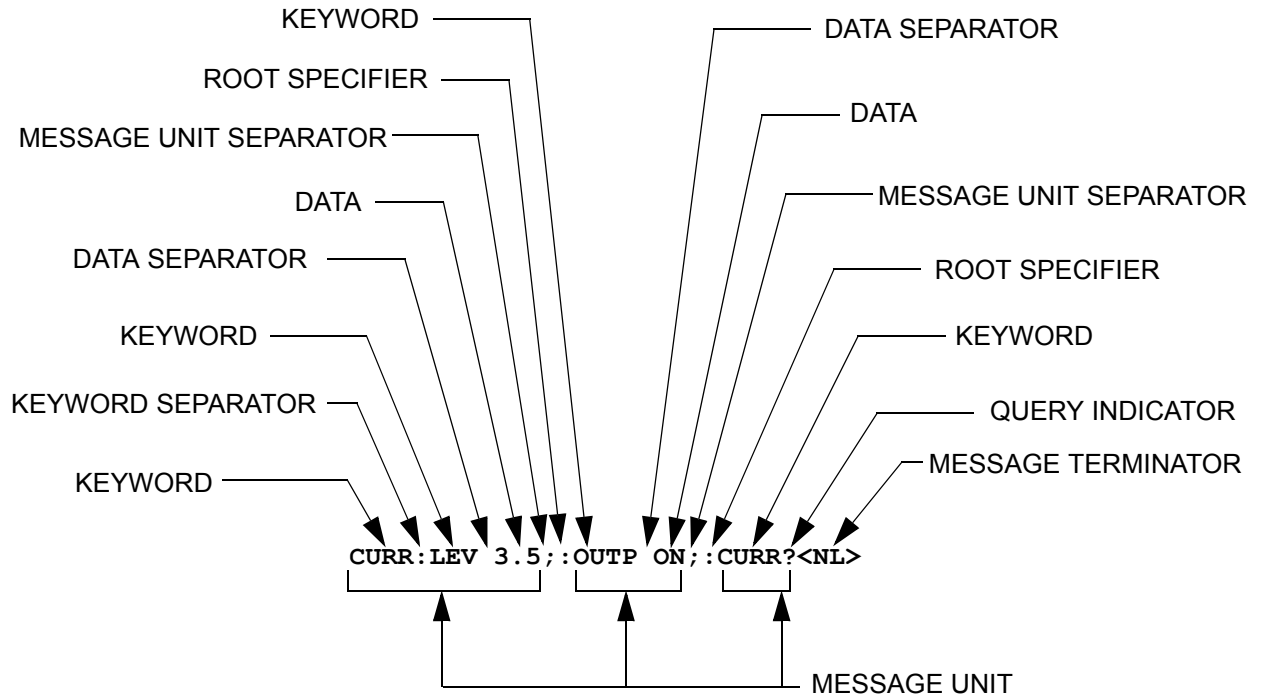 KEYWORD
DATA SEPARATOR
ROOT SPECIFIER
DATA
MESSAGE UNIT SEPARATOR
MESSAGE UNIT SEPARATOR
DATA
DATA SEPARATOR
ROOT SPECIFIER
KEYWORD
KEYWORD
KEYWORD SEPARATOR
QUERY INDICATOR
MESSAGE TERMINATOR
KEYWORD
CURR:LEV 3.5;:OUTP ON;:CURR?<NL>
MESSAGE UNIT